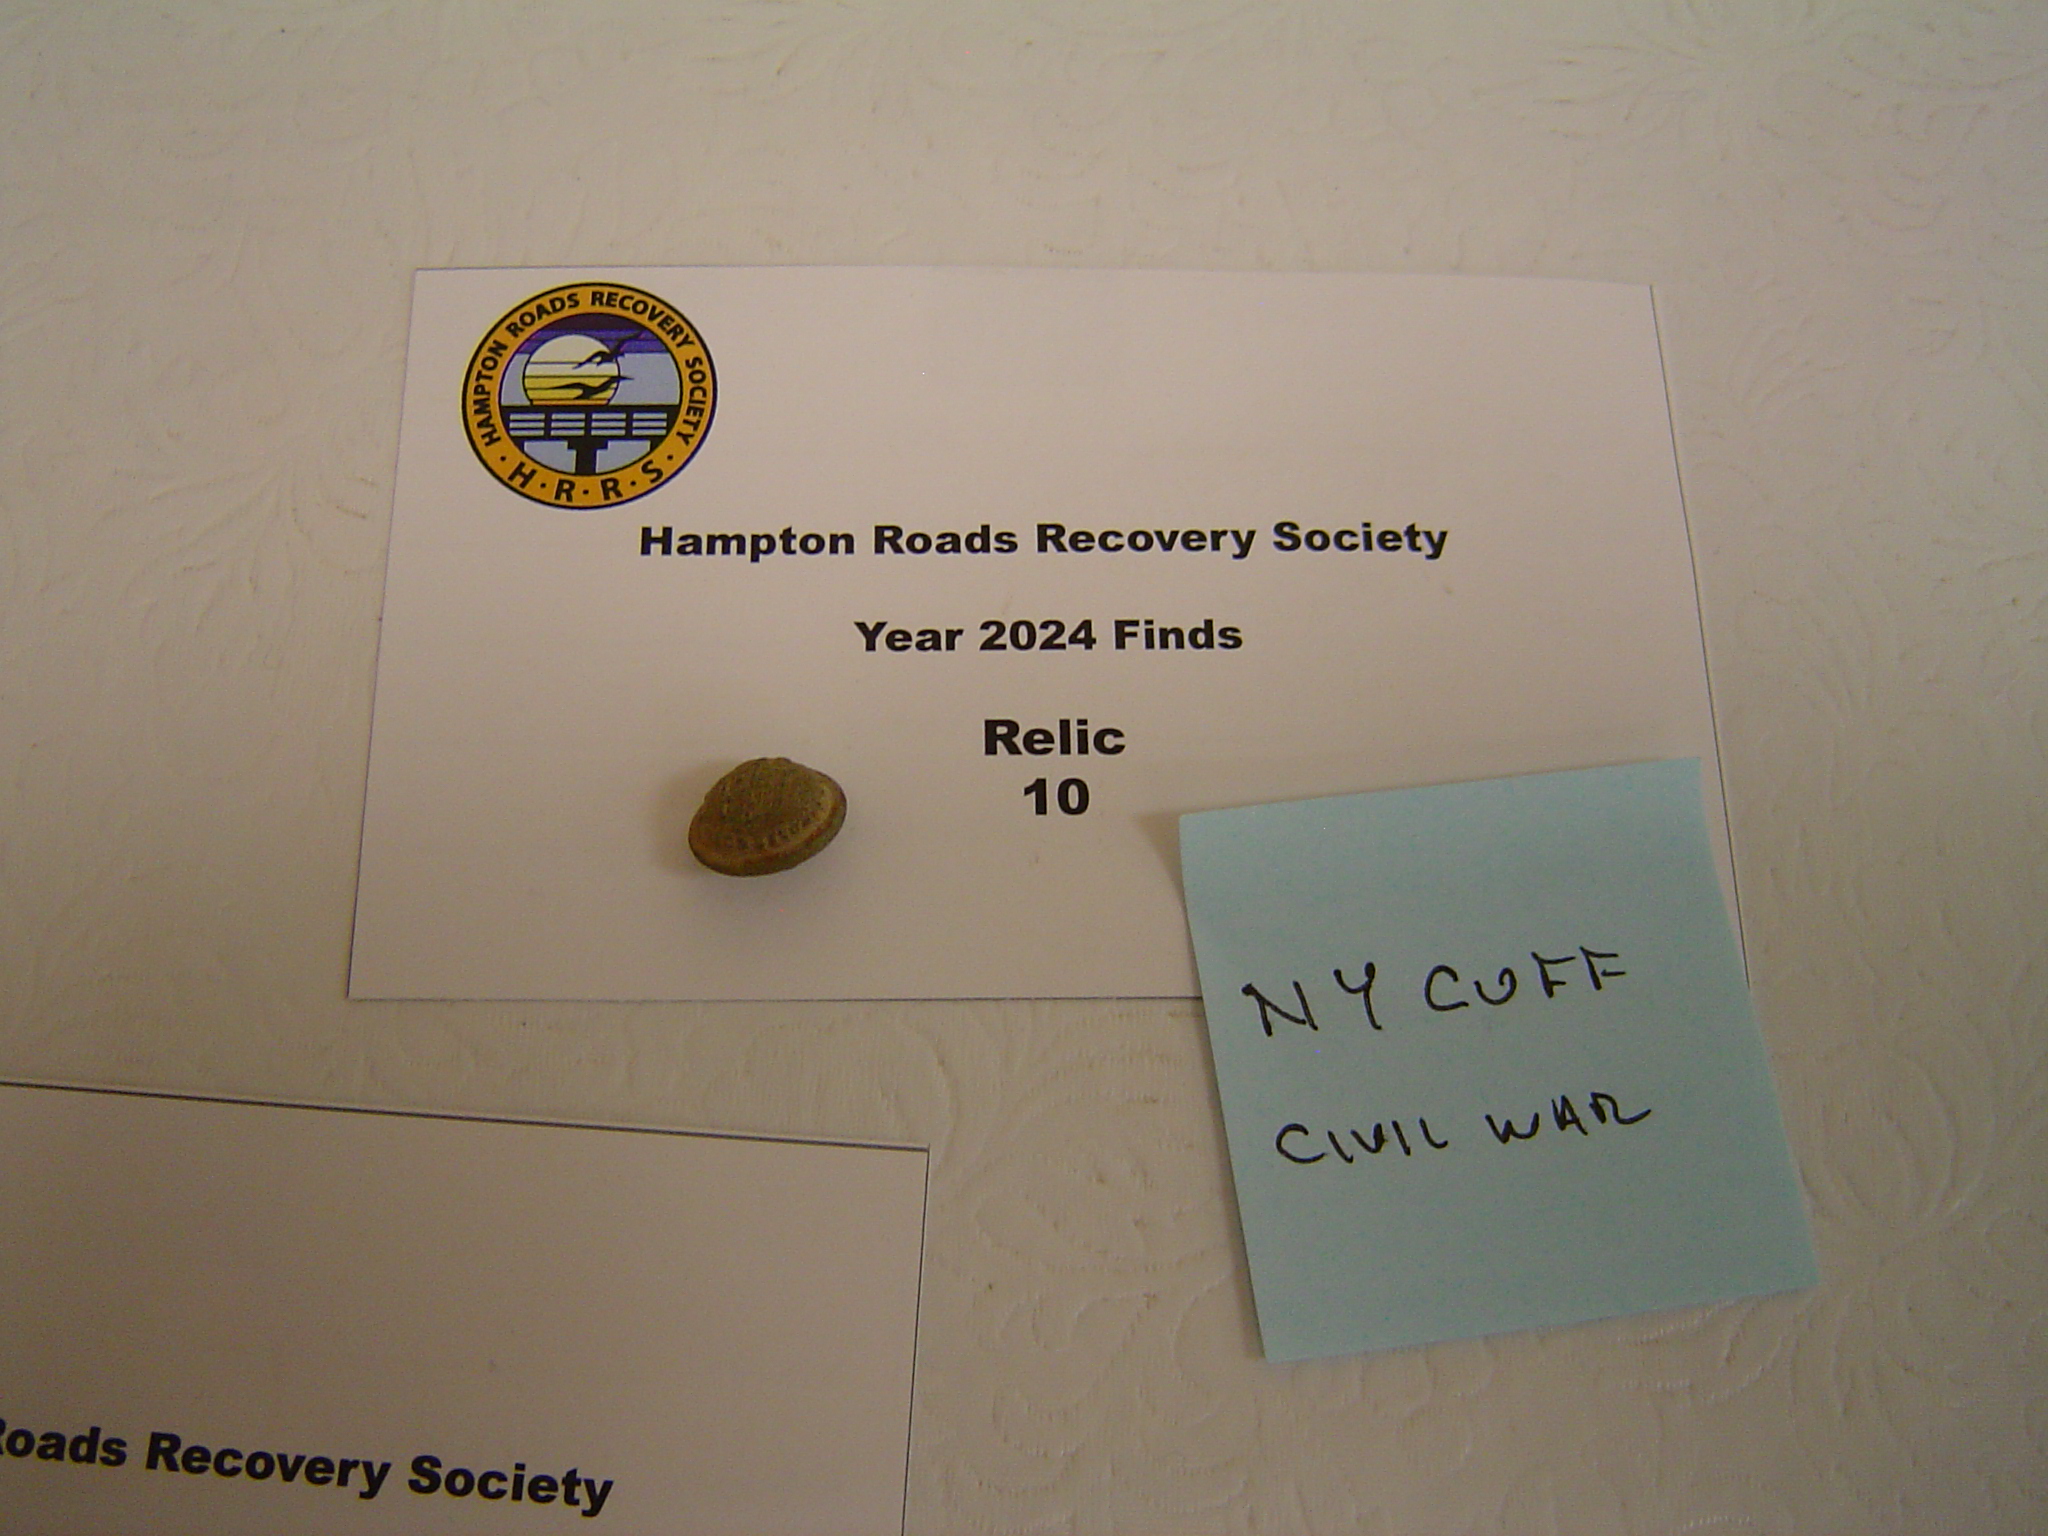 HAMPTON ROADS RECOVERY SOCIETY
· H · R · R · S ·
Hampton Roads Recovery Society
Year 2024 Finds
Relic
10
NY CUFF
CIVIL WAR
Roads Recovery Society